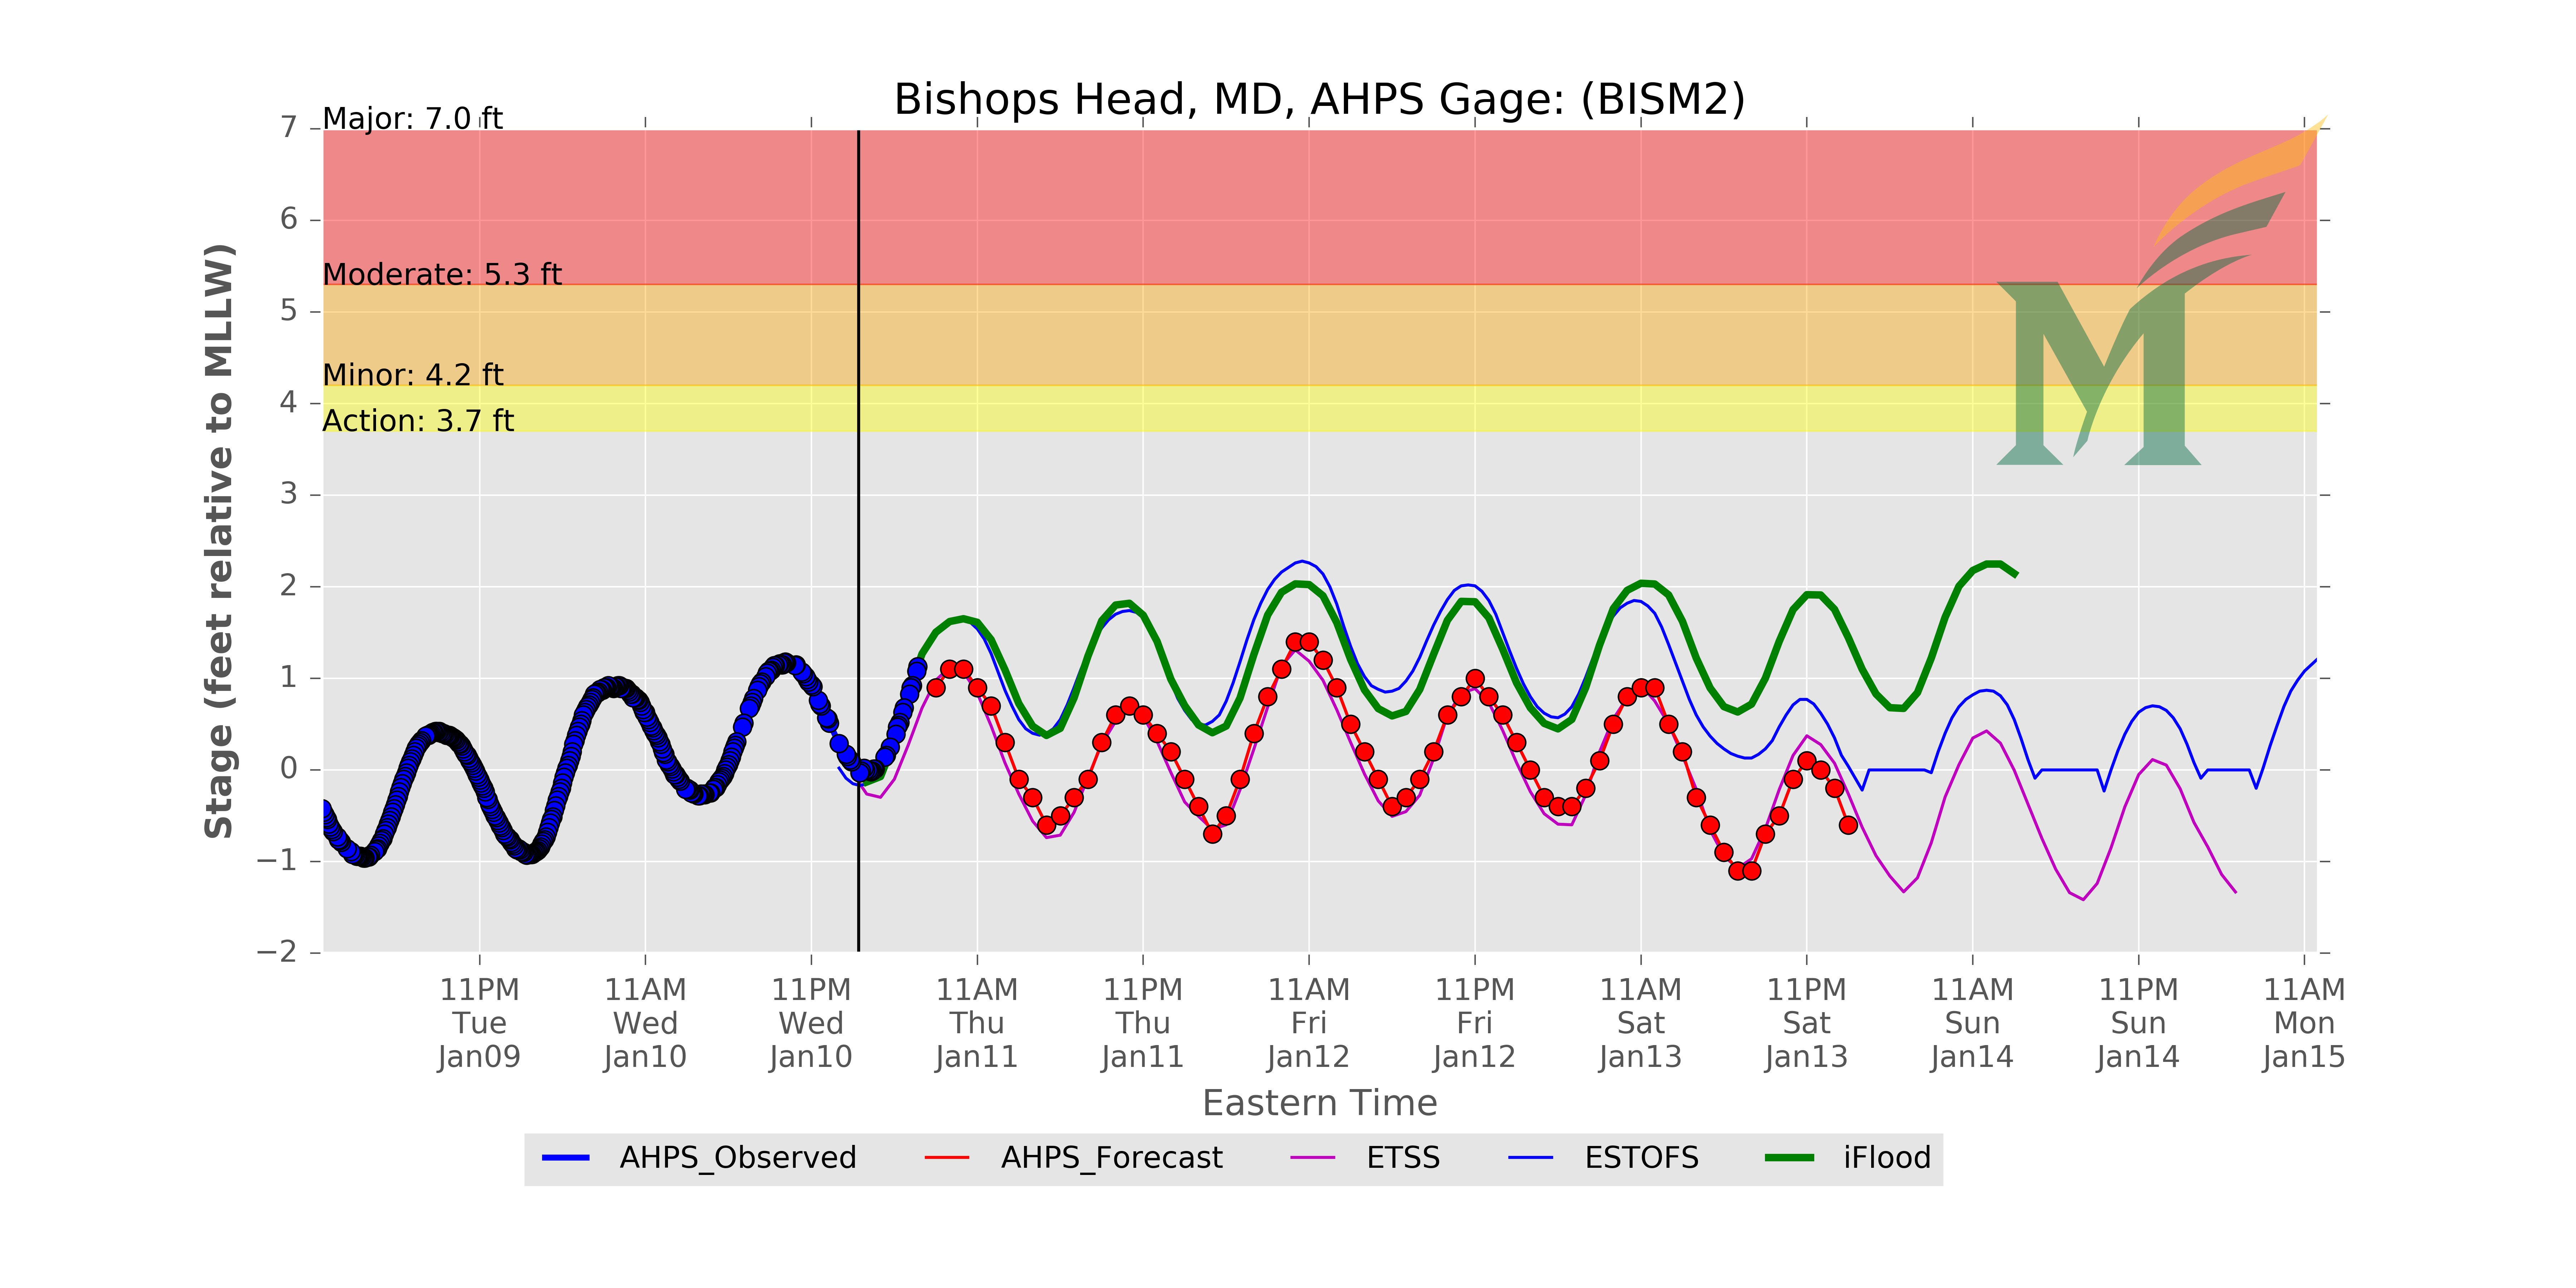 Bishops Head, MD, AHPS Gage: (BISM2)
Major: 7.0 ft
Moderate: 5.3 ft
Minor: 4.2 ft
Action: 3.7 ft
7
6
5
4
3
2
1
0
−1
−2
Stage (feet relative to MLLW)
11PM 11AM 11PM 11AM 11PM 11AM 11PM 11AM 11PM 11AM 11PM 11AM
Tue Wed Wed Thu Thu Fri Fri Sat Sat Sun Sun Mon
Jan09 Jan10 Jan10 Jan11 Jan11 Jan12 Jan12 Jan13 Jan13 Jan14 Jan14 Jan15
Eastern Time
AHPS_Observed AHPS_Forecast ETSS ESTOFS iFlood